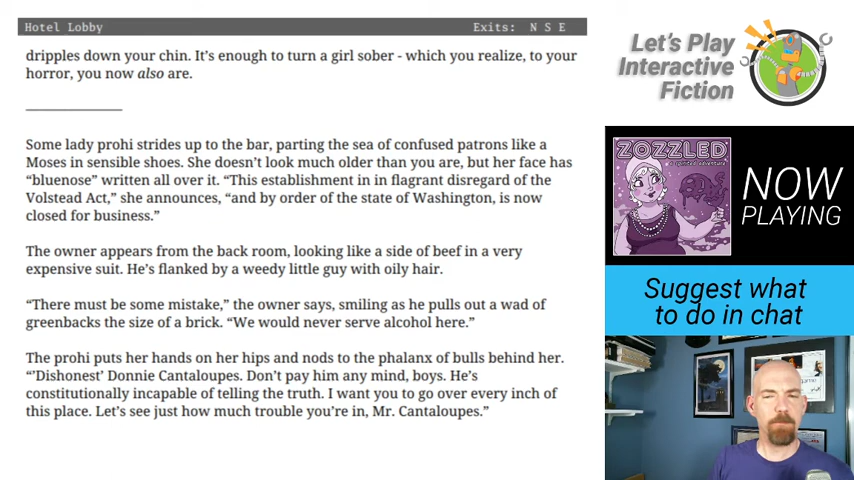 Hotel Lobby Exits: N S E
dripples down your chin. It's enough to turn a girl sober - which you realize, to your
horror, you now also are.
Some lady prohi strides up to the bar, parting the sea of confused patrons like a
Moses in sensible shoes. She doesn't look much older than you are, but her face has
“bluenose” written all over it. “This establishment in in flagrant disregard of the
Volstead Act,” she announces, “and by order of the state of Washington, is now
closed for business.”
The owner appears from the back room, looking like a side of beef in a very
expensive suit. He's flanked by a weedy little guy with oily hair.
“There must be some mistake,” the owner says, smiling as he pulls out a wad of
greenbacks the size of a brick. “We would never serve alcohol here.”
The prohi puts her hands on her hips and nods to the phalanx of bulls behind her.
“'Dishonest' Donnie Cantaloupes. Don't pay him any mind, boys. He's
constitutionally incapable of telling the truth. I want you to go over every inch of
this place. Let's see just how much trouble you're in, Mr. Cantaloupes.”
Let's Play
Interactive
Fiction
ZOZZLED
a spirited adventure
NOW
PLAYING
Suggest what
to do in chat